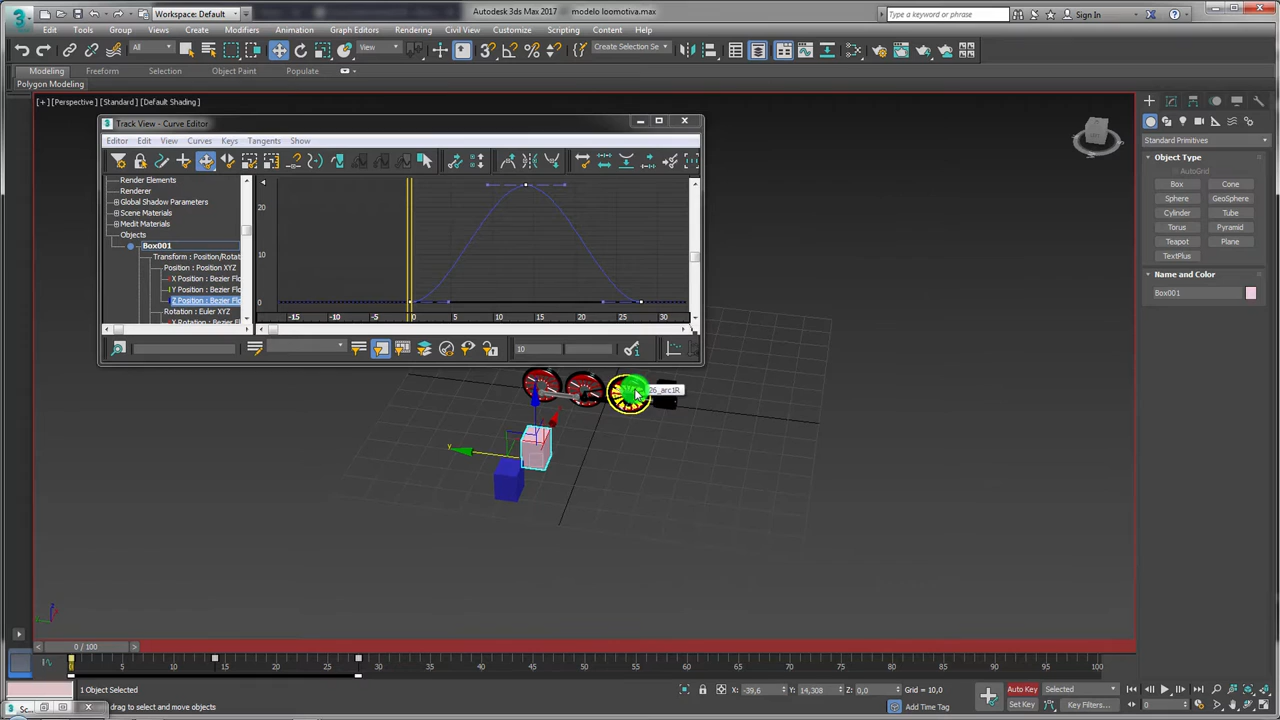 Workspace: Default
Autodesk 3ds Max 2017
modelo loomotiva.max
Type a keyword or phrase
Sign In
Edit
Tools
Group
Views
Create
Modifiers
Animation
Graph Editors
Rendering
Civil View
Customize
Scripting
Content
Help
All
View
Create Selection Se
Modeling
Freeform
Selection
Object Paint
Populate
Polygon Modeling
[+] [Perspective] [Standard] [Default Shading]
Track View - Curve Editor
Editor Edit View Curves Keys Tangents Show
Render Elements
Renderer
Global Shadow Parameters
Scene Materials
Medit Materials
Objects
Box001
Transform : Position/Rotat
Position : Position XYZ
X Position : Bezier Flo
Y Position : Bezier Flo
Z Position : Bezier Flo
Rotation : Euler XYZ
X Rotation : Bezier F
20
10
0
-15 -10 -5 0 5 10 15 20 25 30
10
26_arc1R
y
Standard Primitives
Object Type
AutoGrid
Box Cone
Sphere GeoSphere
Cylinder Tube
Torus Pyramid
Teapot Plane
TextPlus
Name and Color
Box001
0 / 100
5 10 15 20 25 30 35 40 45 50 55 60 65 70 75 80 85 90 95 100
1 Object Selected
X: -39,6 Y: 14,308 Z: 0,0 Grid = 10,0
Auto Key
Selected
drag to select and move objects
Add Time Tag
Set Key
Key Filters...
0
Sc...